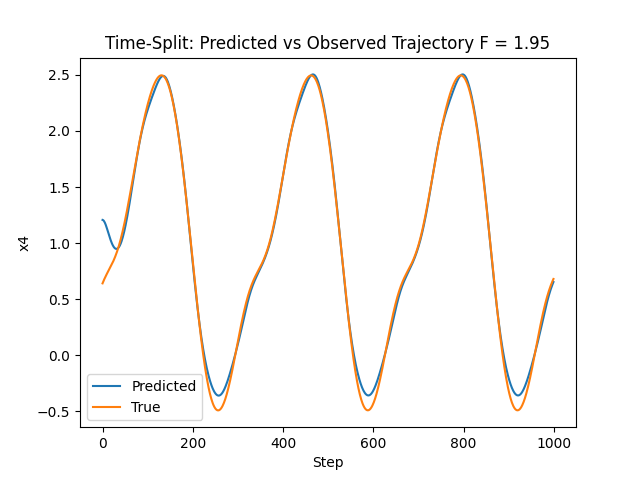 Time-Split: Predicted vs Observed Trajectory F = 1.95
2.5
2.0
1.5
1.0
0.5
0.0
−0.5
x4
Predicted
True
0 200 400 600 800 1000
Step